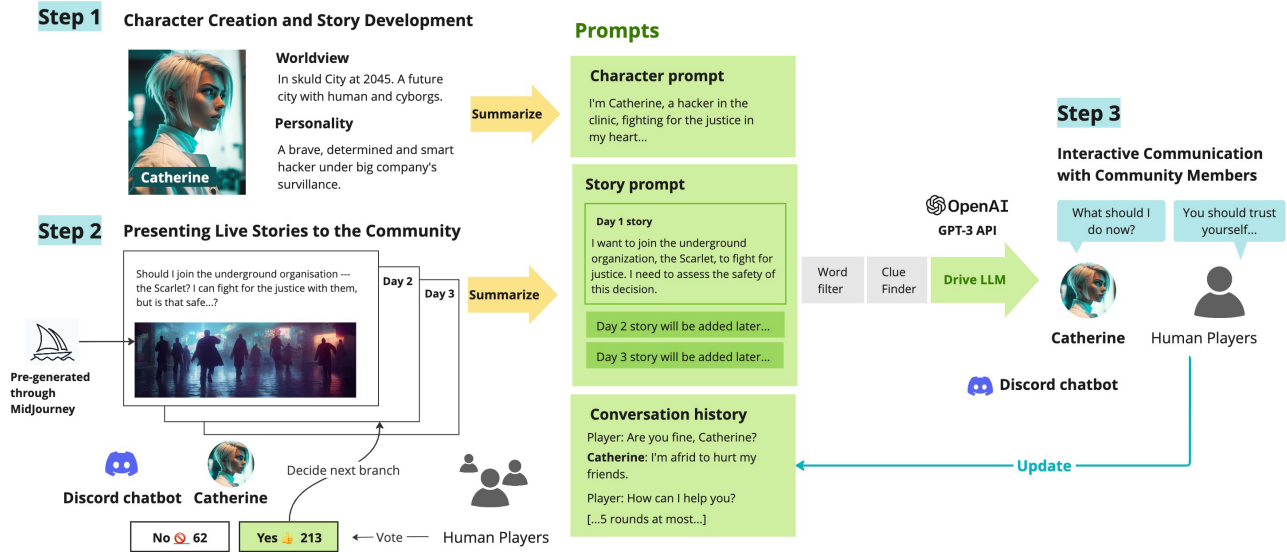 Step 1
Character Creation and Story Development
Worldview
In skuld City at 2045. A future
city with human and cyborgs.
Personality
A brave, determined and smart
hacker under big company's
survillance.
Catherine
Summarize
Step 2
Presenting Live Stories to the Community
Should I join the underground organisation ---
the Scarlet? I can fight for the justice with them,
but is that safe...?
Day 2
Day 3
Summarize
Pre-generated
through
MidJourney
Discord chatbot
Catherine
Decide next branch
No 62
Yes 213
Vote
Human Players
Prompts
Character prompt
I'm Catherine, a hacker in the
clinic, fighting for the justice in
my heart...
Story prompt
Day 1 story
I want to join the underground
organization, the Scarlet, to fight for
justice. I need to assess the safety of
this decision.
Day 2 story will be added later...
Day 3 story will be added later...
Conversation history
Player: Are you fine, Catherine?
Catherine: I'm afrid to hurt my
friends.
Player: How can I help you?
[...5 rounds at most...]
Word
filter
Clue
Finder
OpenAI
GPT-3 API
Drive LLM
Step 3
Interactive Communication
with Community Members
What should I
do now?
You should trust
yourself...
Catherine
Human Players
Discord chatbot
Update